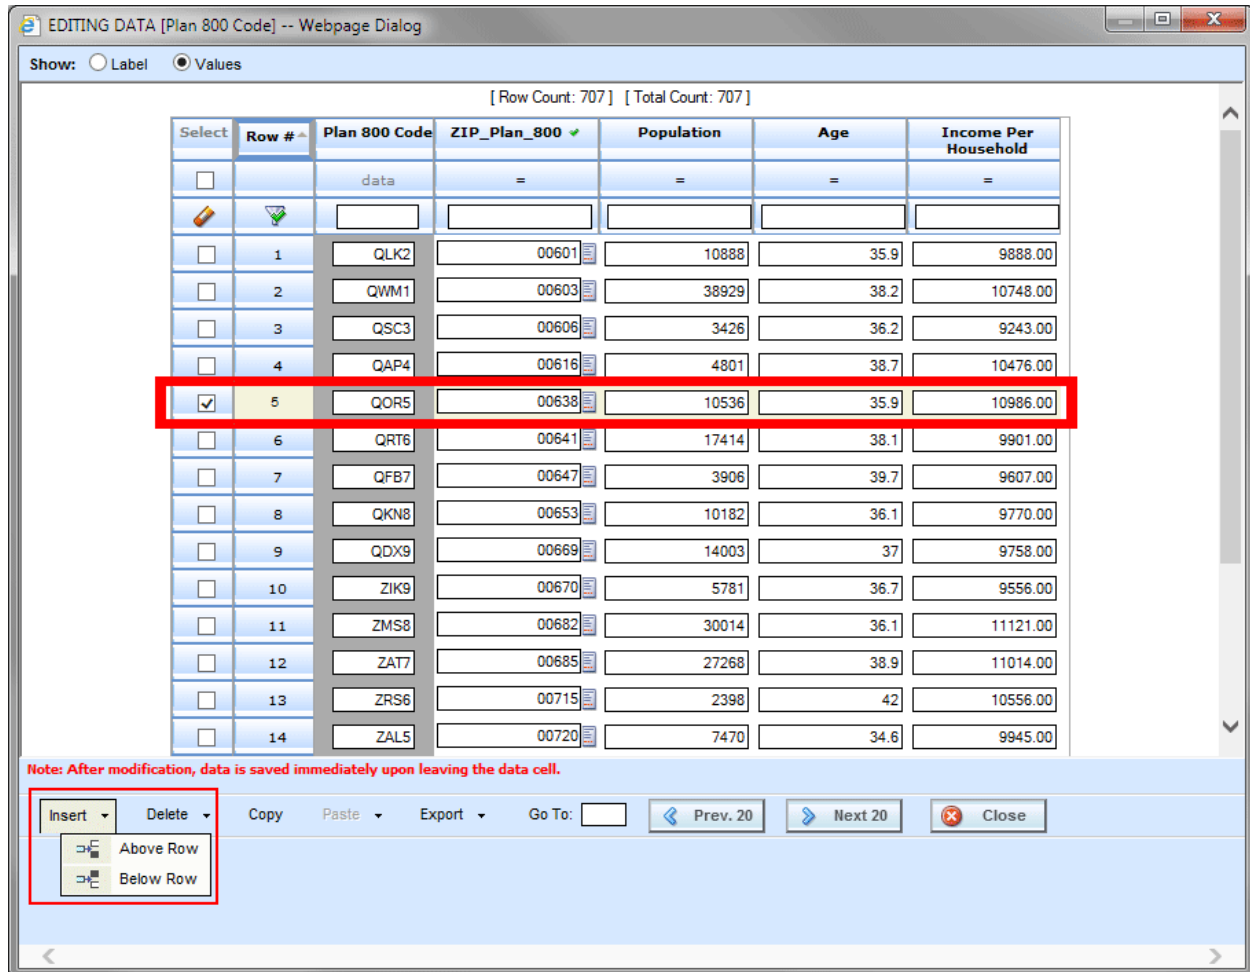 EDITING DATA [Plan 800 Code] -- Webpage Dialog
Show: Label Values
[ Row Count: 707 ] [ Total Count: 707 ]
Select Row # Plan 800 Code ZIP_Plan_800 Population Age Income Per Household
data = = = =
1 QLK2 00601 10888 35.9 9888.00
2 QWM1 00603 38929 38.2 10748.00
3 QSC3 00606 3426 36.2 9243.00
4 QAP4 00616 4801 38.7 10476.00
5 QOR5 00638 10536 35.9 10986.00
6 QRT6 00641 17414 38.1 9901.00
7 QFB7 00647 3906 39.7 9607.00
8 QKN8 00653 10182 36.1 9770.00
9 QDX9 00669 14003 37 9758.00
10 ZIK9 00670 5781 36.7 9556.00
11 ZMS8 00682 30014 36.1 11121.00
12 ZAT7 00685 27268 38.9 11014.00
13 ZRS6 00715 2398 42 10556.00
14 ZAL5 00720 7470 34.6 9945.00
Note: After modification, data is saved immediately upon leaving the data cell.
Insert Delete Copy Paste Export Go To: Prev. 20 Next 20 Close
Above Row
Below Row